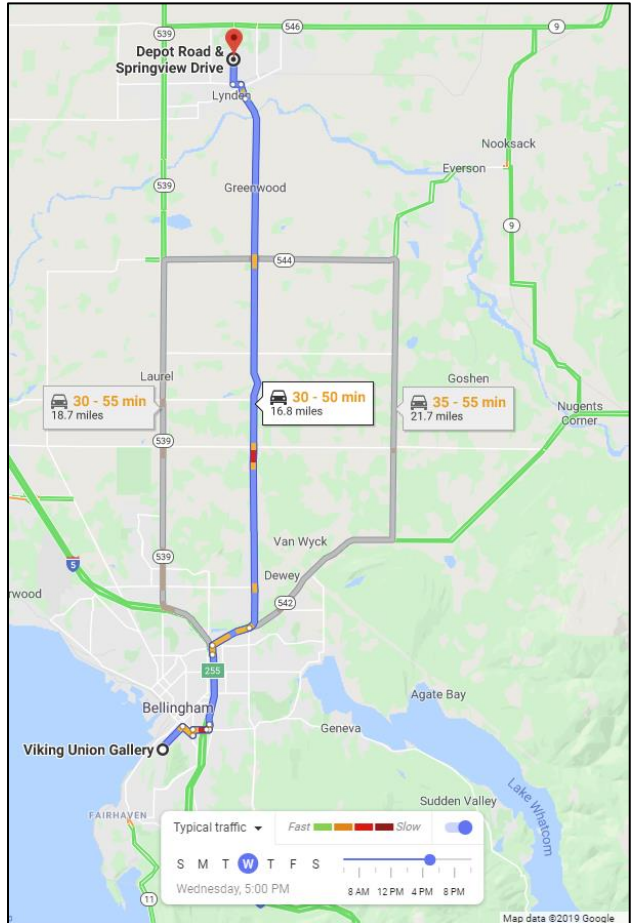 539
546
9
Depot Road &
Springview Drive
Lynden
Nooksack
Everson
539
Greenwood
9
544
Laurel
Goshen
30 - 55 min
18.7 miles
30 - 50 min
16.8 miles
35 - 55 min
21.7 miles
Nugents
Corner
539
Van Wyck
539
5
Dewey
rwood
542
255
Agate Bay
Bellingham
Geneva
Viking Union Gallery
Lake Whatcom
Sudden Valley
FAIRHAVEN
Typical traffic Fast Slow
S M T W T F S
Wednesday, 5:00 PM
8 AM 12 PM 4 PM 8 PM
11
Map data ©2019 Google